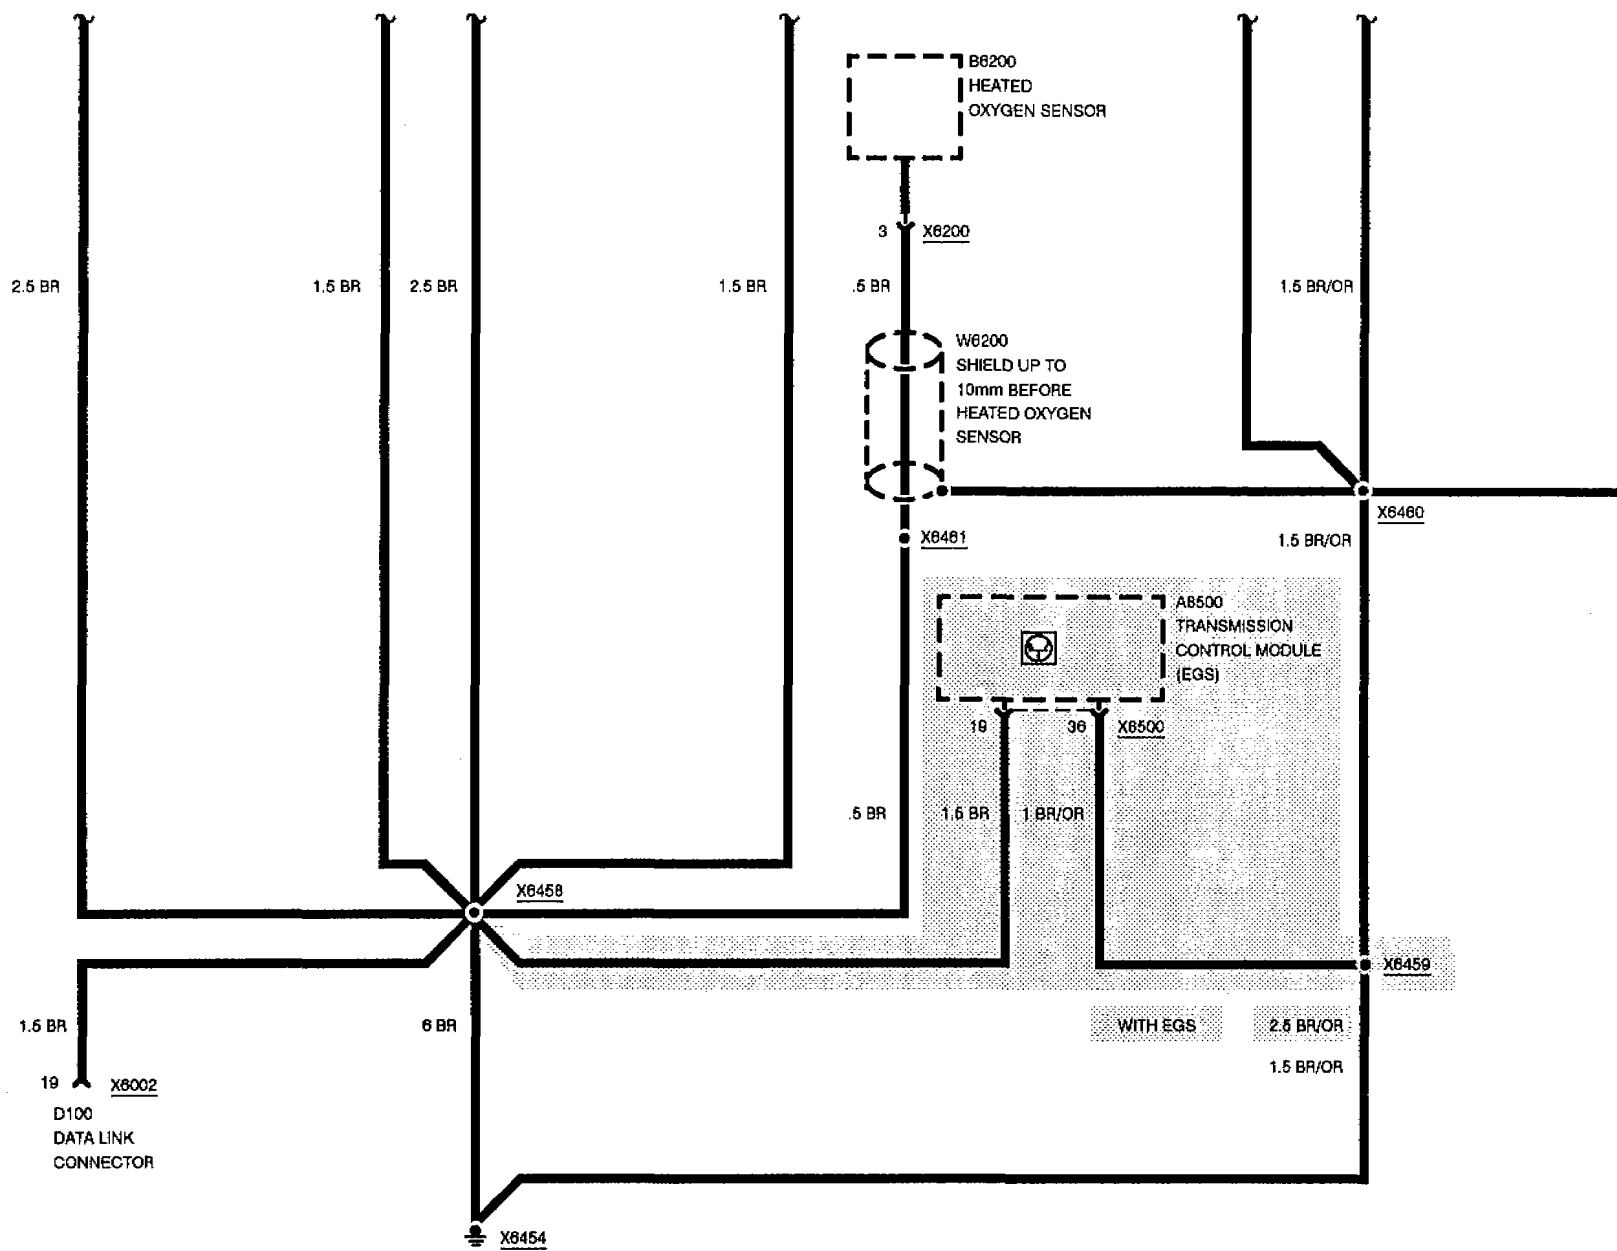 B6200
HEATED
OXYGEN SENSOR
3
X6200
2.5 BR
1.5 BR
2.5 BR
1.5 BR
.5 BR
1.5 BR/OR
W6200
SHIELD UP TO
10mm BEFORE
HEATED OXYGEN
SENSOR
X6460
X6461
1.5 BR/OR
A6500
TRANSMISSION
CONTROL MODULE
(EGS)
19
36
X6500
.5 BR
1.5 BR
1 BR/OR
X6458
X6459
1.5 BR
6 BR
WITH EGS
2.5 BR/OR
1.5 BR/OR
19
X6002
D100
DATA LINK
CONNECTOR
X6454